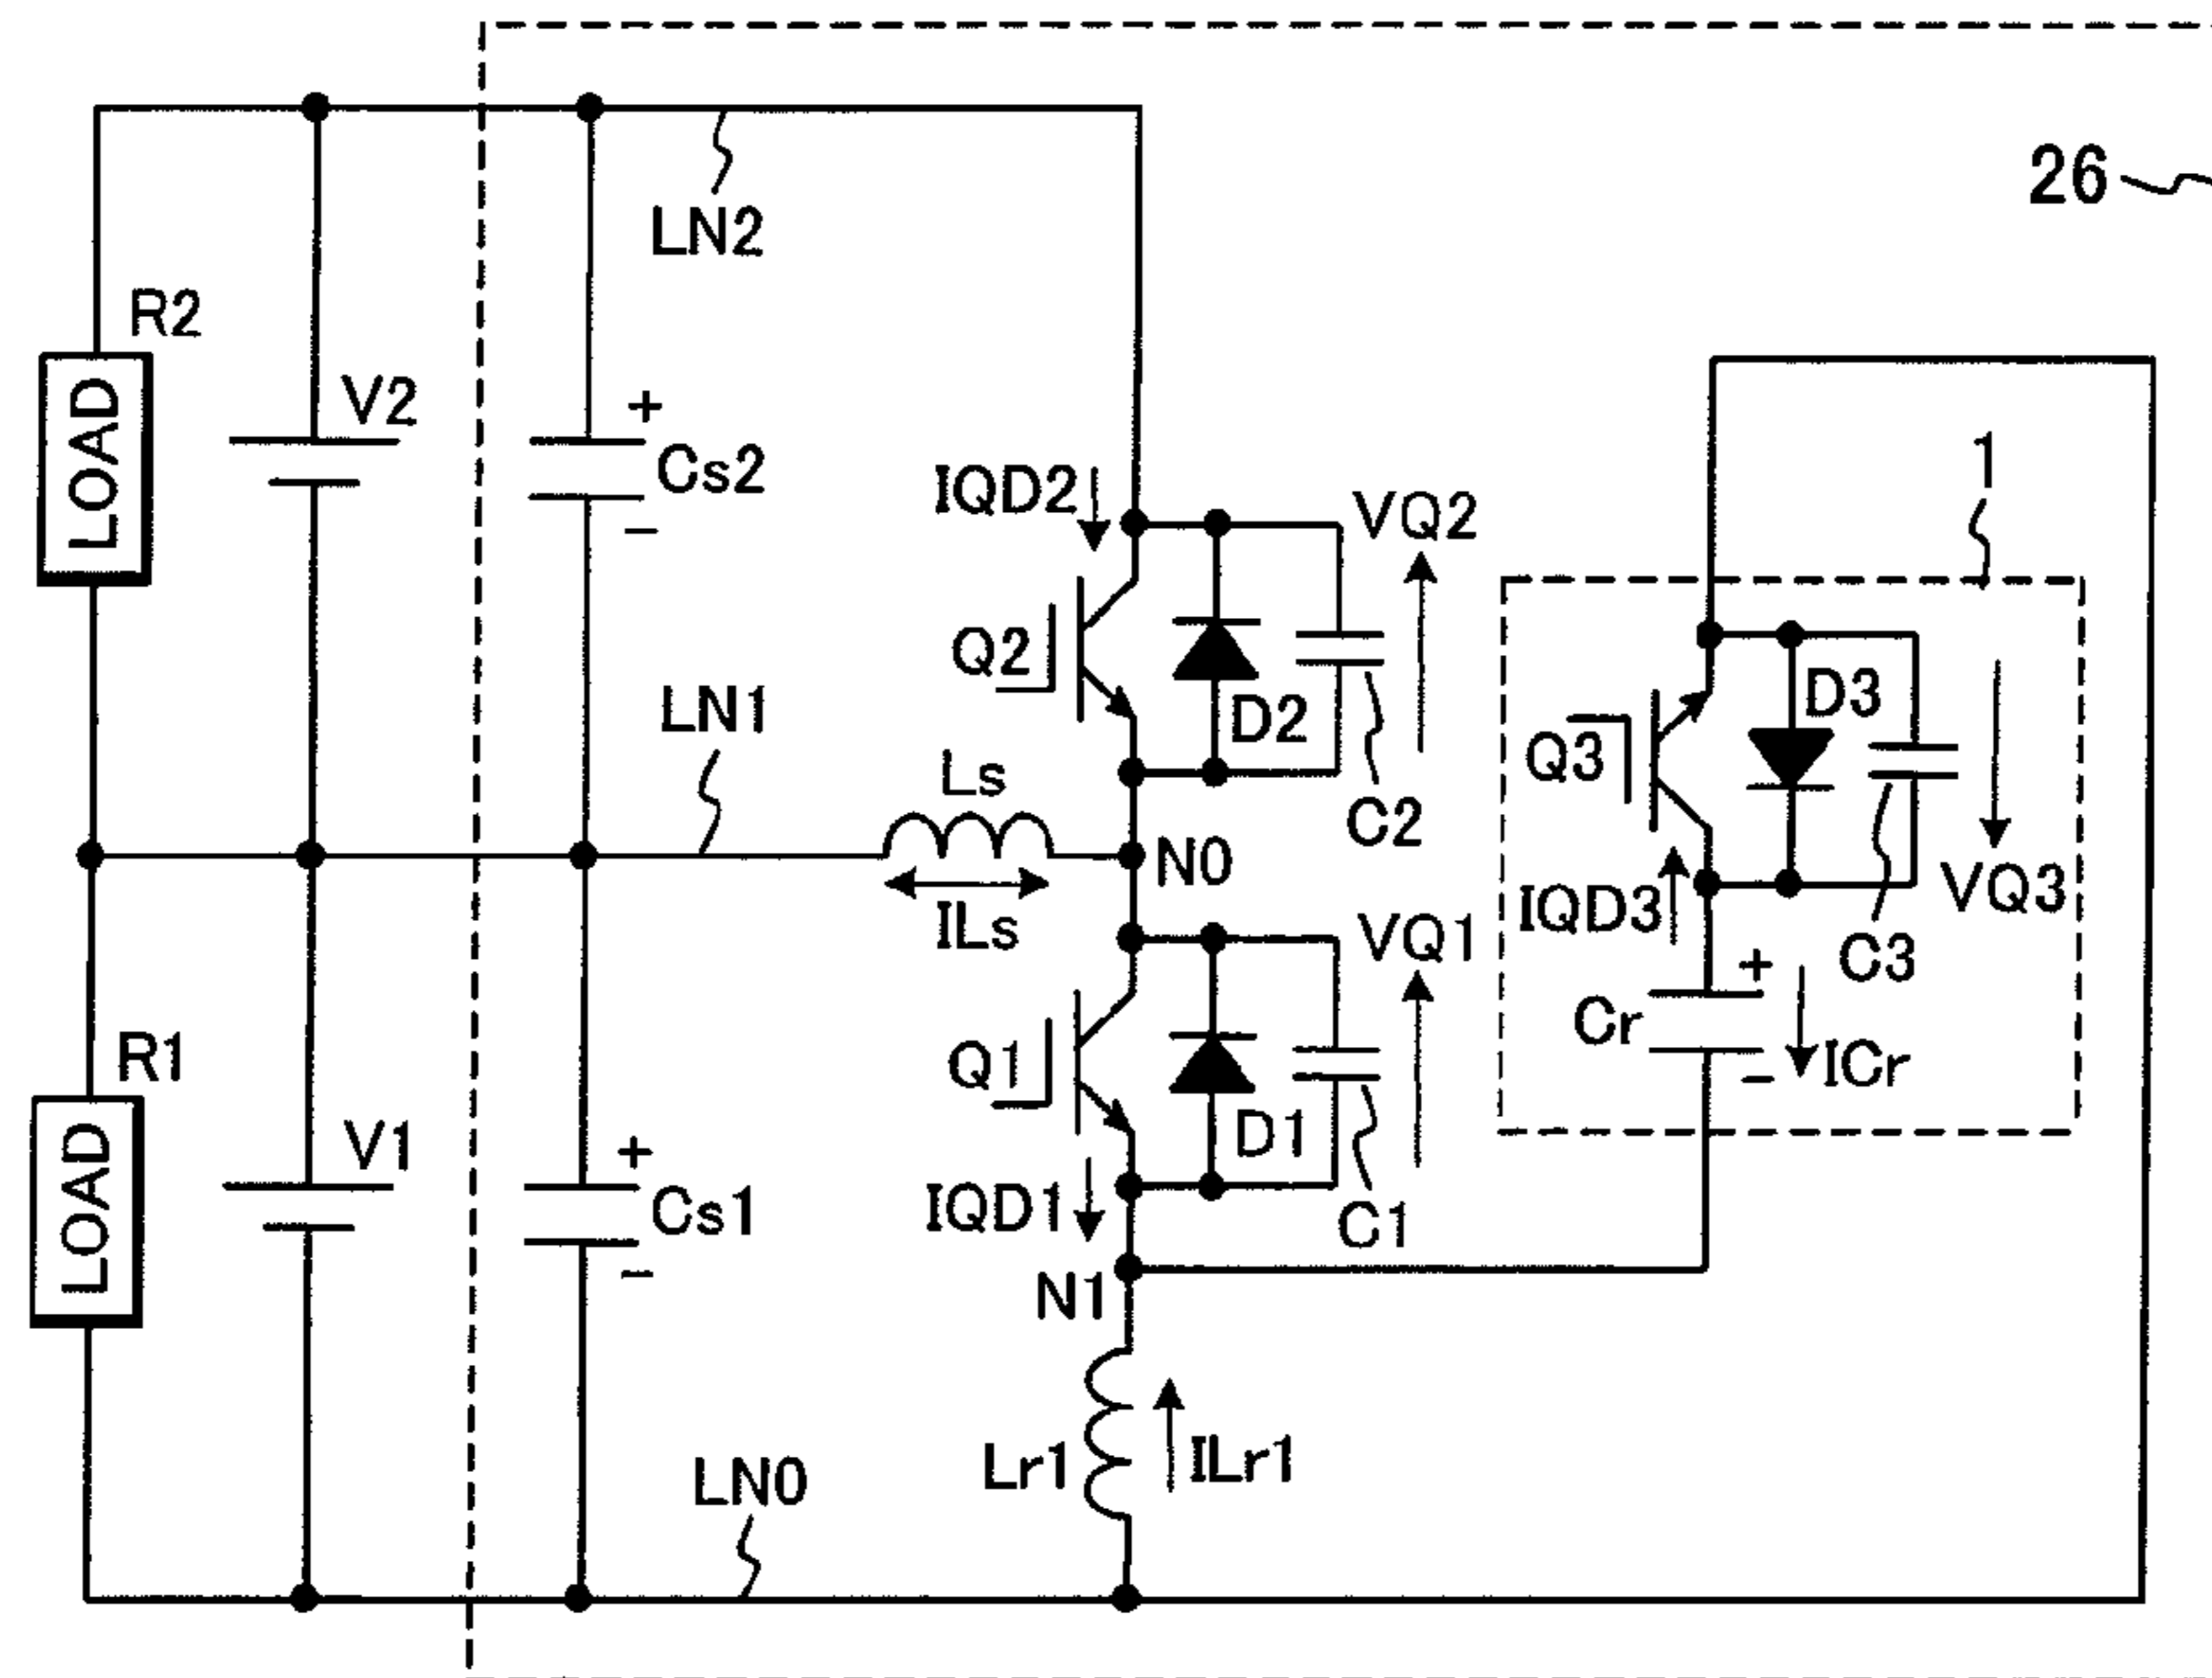 26
LN2
R2
LOAD
V2
+
Cs2
−
IQD2
VQ2
1
Q2
D2
C2
LN1
Ls
N0
ILs
Q3
D3
VQ3
IQD3
C3
VQ1
+
Cr
ICr
−
Q1
D1
C1
R1
LOAD
V1
+
Cs1
−
IQD1
N1
Lr1
ILr1
LN0